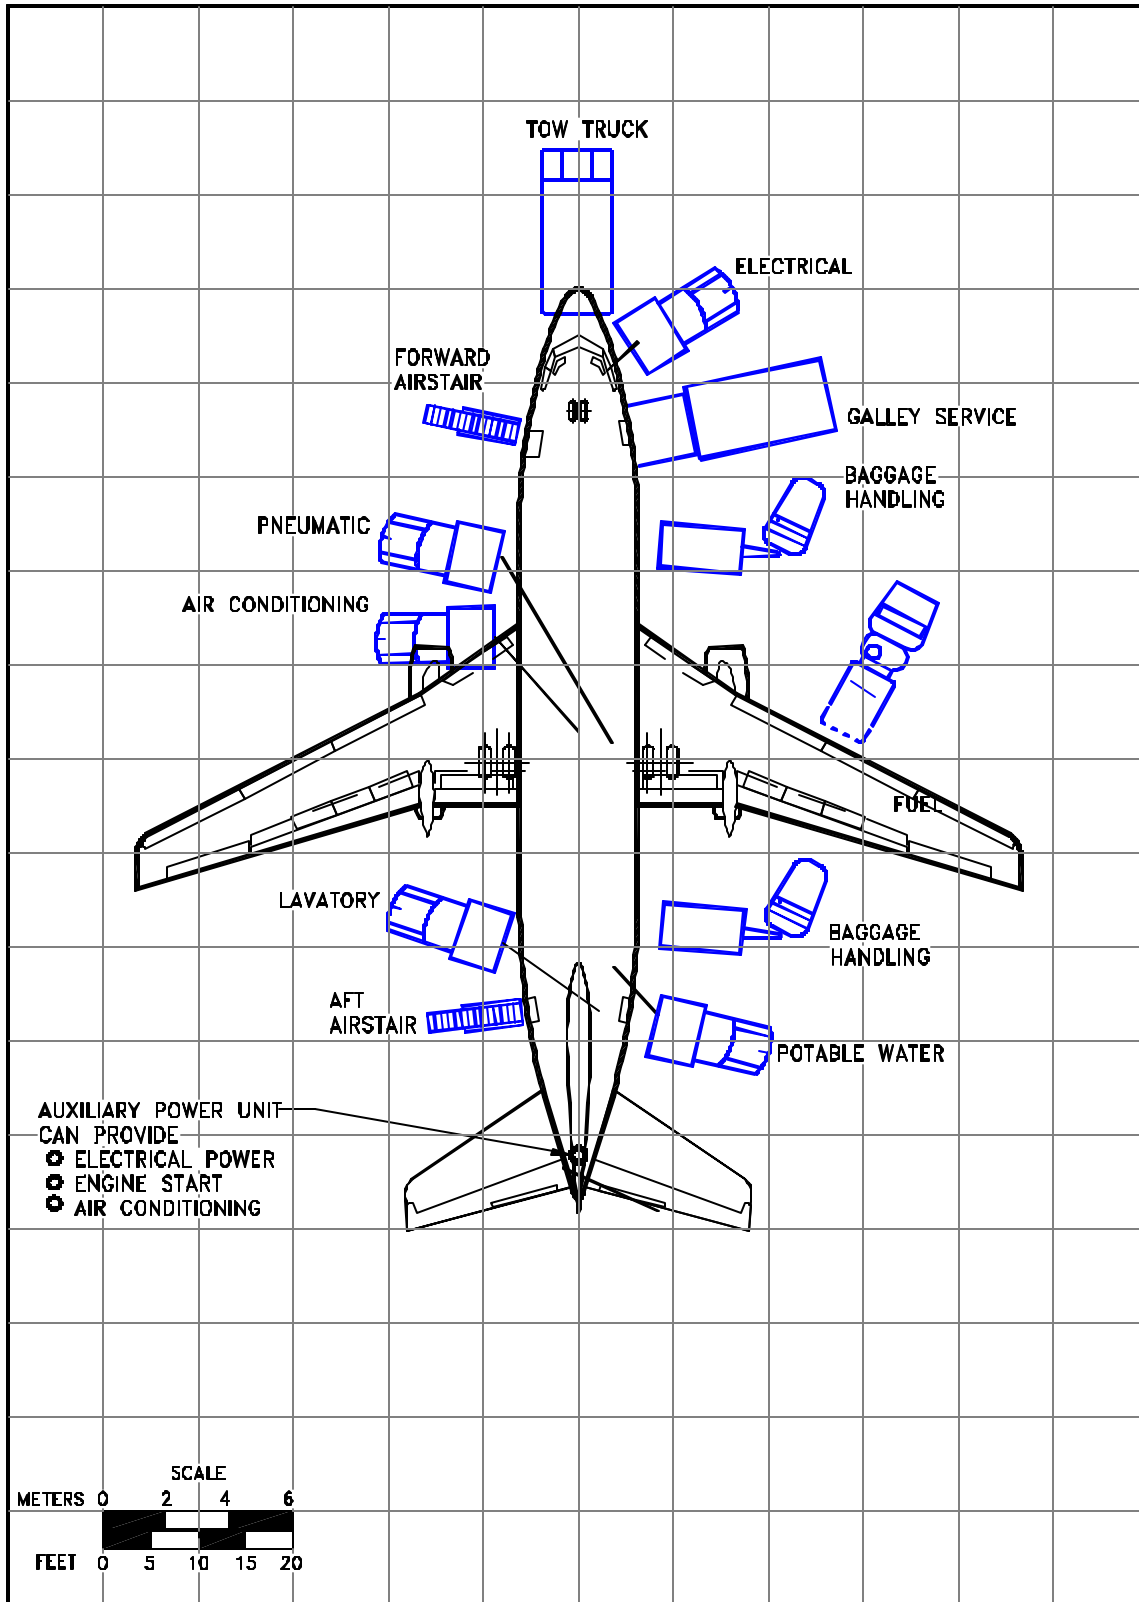 TOW TRUCK
ELECTRICAL
FORWARD
AIRSTAIR
GALLEY SERVICE
BAGGAGE
HANDLING
PNEUMATIC
AIR CONDITIONING
FUEL
LAVATORY
BAGGAGE
HANDLING
AFT
AIRSTAIR
POTABLE WATER
AUXILIARY POWER UNIT
CAN PROVIDE
ELECTRICAL POWER
ENGINE START
AIR CONDITIONING
SCALE
METERS 0 2 4 6
FEET 0 5 10 15 20